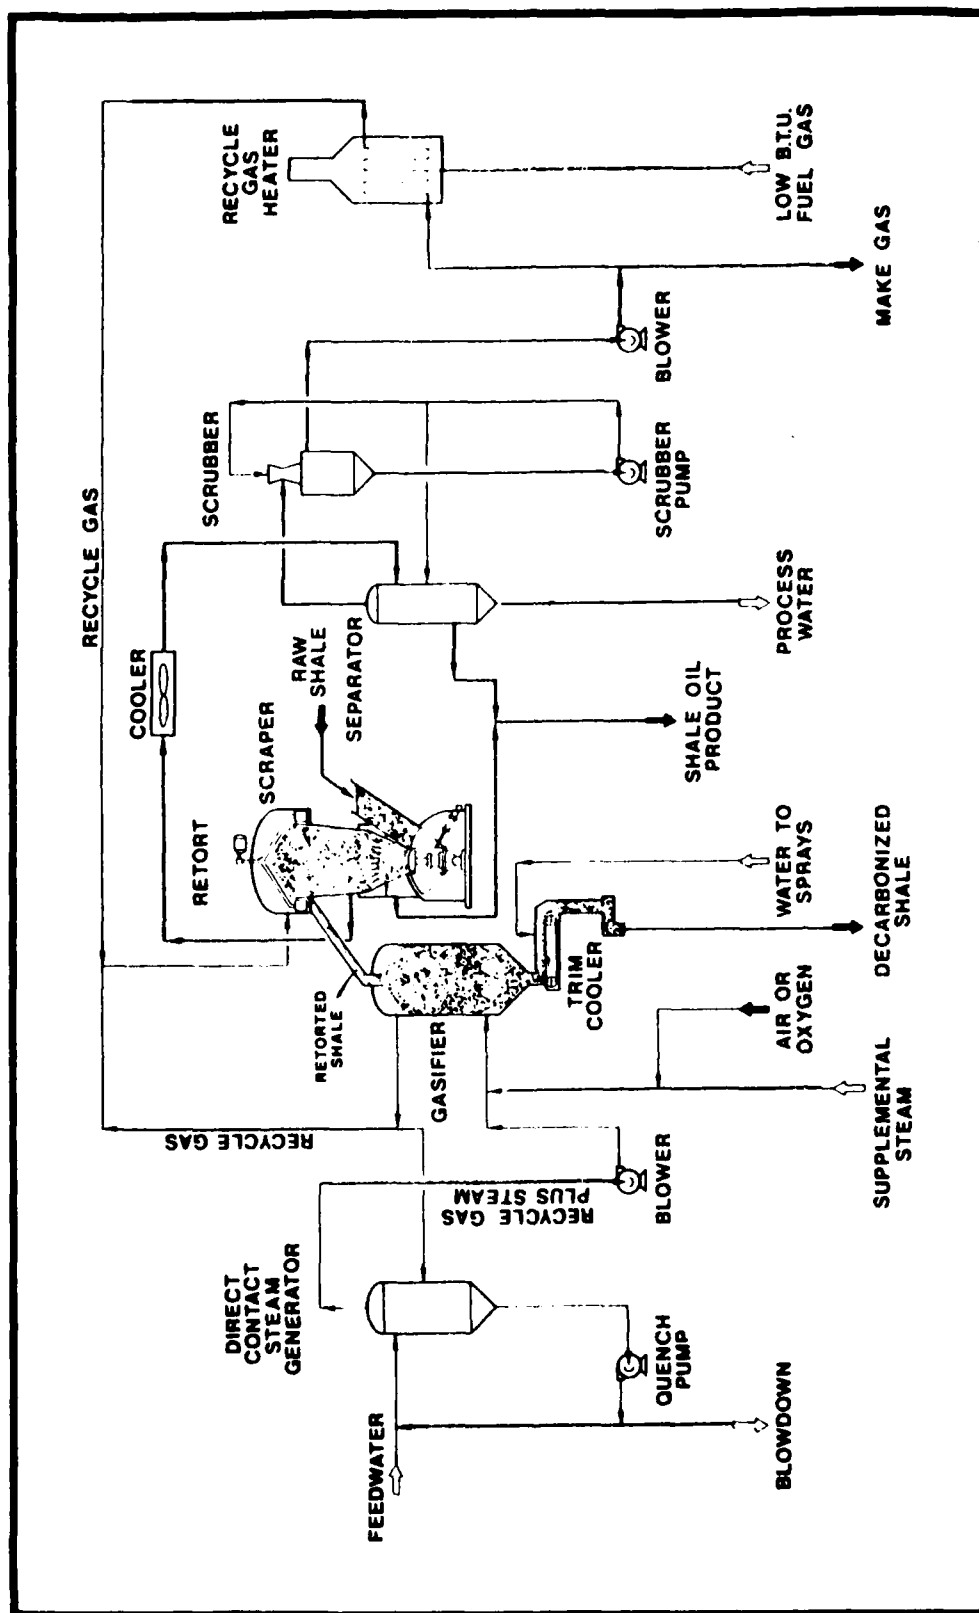 RECYCLE GAS
COOLER
RECYCLE
GAS
HEATER
SCRUBBER
RETORT
SCRAPER
RAW
SHALE
SEPARATOR
RETORTED
SHALE
GASIFIER
RECYCLE GAS
DIRECT
CONTACT
STEAM
GENERATOR
RECYCLE GAS
PLUS STEAM
TRIM
COOLER
FEEDWATER
QUENCH
PUMP
BLOWER
SCRUBBER
PUMP
BLOWER
BLOWDOWN
SUPPLEMENTAL
STEAM
AIR OR
OXYGEN
WATER TO
SPRAYS
DECARBONIZED
SHALE
SHALE OIL
PRODUCT
PROCESS
WATER
LOW B.T.U.
FUEL GAS
MAKE GAS